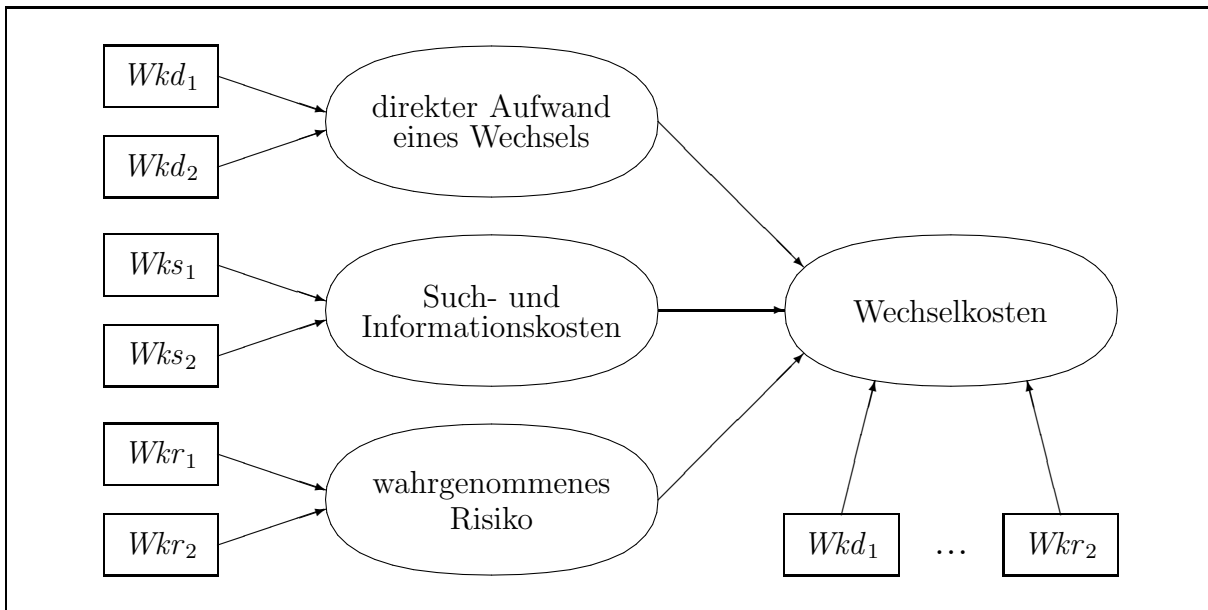 Wkd₁
direkter Aufwand
eines Wechsels
Wkd₂
Wks₁
Such- und
Informationskosten
Wechselkosten
Wks₂
Wkr₁
wahrgenommenes
Risiko
Wkr₂
Wkd₁ ... Wkr₂